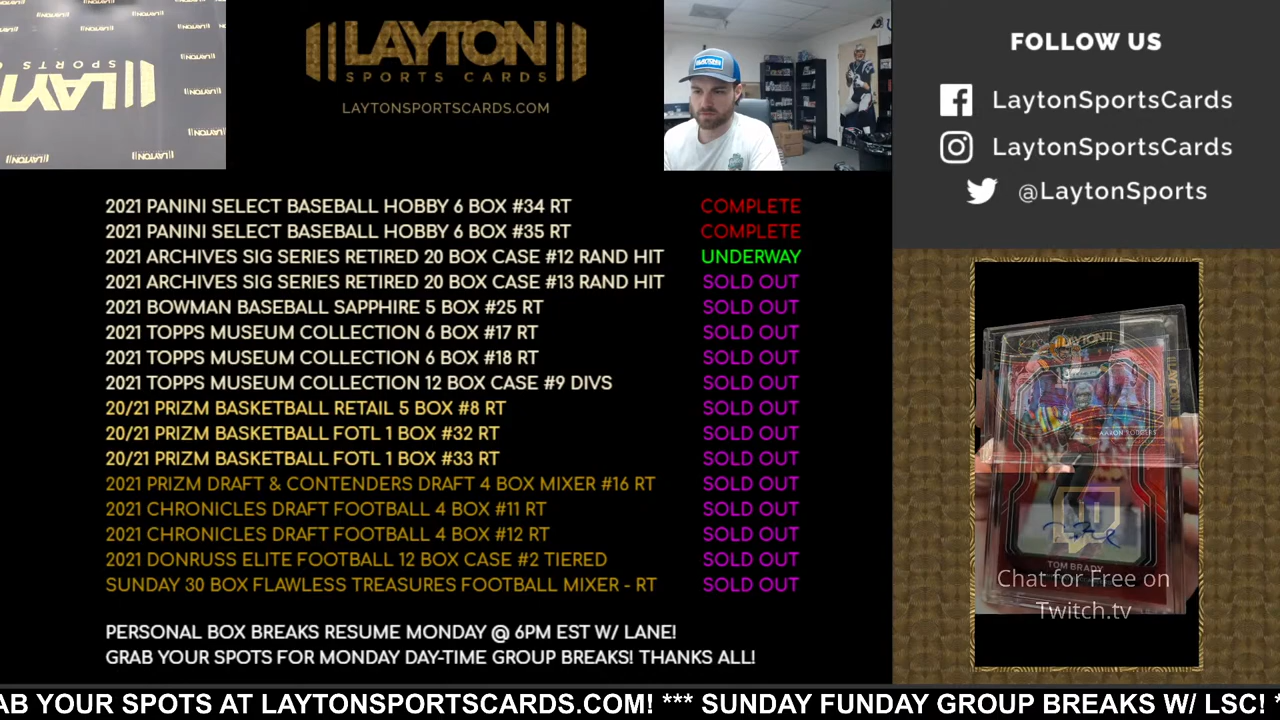 LAYTON
SPORTS CARDS
LAYTONSPORTSCARDS.COM
FOLLOW US
LaytonSportsCards
LaytonSportsCards
@LaytonSports
2021 PANINI SELECT BASEBALL HOBBY 6 BOX #34 RT COMPLETE
2021 PANINI SELECT BASEBALL HOBBY 6 BOX #35 RT COMPLETE
2021 ARCHIVES SIG SERIES RETIRED 20 BOX CASE #12 RAND HIT UNDERWAY
2021 ARCHIVES SIG SERIES RETIRED 20 BOX CASE #13 RAND HIT SOLD OUT
2021 BOWMAN BASEBALL SAPPHIRE 5 BOX #25 RT SOLD OUT
2021 TOPPS MUSEUM COLLECTION 6 BOX #17 RT SOLD OUT
2021 TOPPS MUSEUM COLLECTION 6 BOX #18 RT SOLD OUT
2021 TOPPS MUSEUM COLLECTION 12 BOX CASE #9 DIVS SOLD OUT
20/21 PRIZM BASKETBALL RETAIL 5 BOX #8 RT SOLD OUT
20/21 PRIZM BASKETBALL FOTL 1 BOX #32 RT SOLD OUT
20/21 PRIZM BASKETBALL FOTL 1 BOX #33 RT SOLD OUT
2021 PRIZM DRAFT & CONTENDERS DRAFT 4 BOX MIXER #16 RT SOLD OUT
2021 CHRONICLES DRAFT FOOTBALL 4 BOX #11 RT SOLD OUT
2021 CHRONICLES DRAFT FOOTBALL 4 BOX #12 RT SOLD OUT
2021 DONRUSS ELITE FOOTBALL 12 BOX CASE #2 TIERED SOLD OUT
SUNDAY 30 BOX FLAWLESS TREASURES FOOTBALL MIXER - RT SOLD OUT
PERSONAL BOX BREAKS RESUME MONDAY @ 6PM EST W/ LANE!
GRAB YOUR SPOTS FOR MONDAY DAY-TIME GROUP BREAKS! THANKS ALL!
LAYTON
AARON RODGERS
TOM BRADY
Chat for Free on
Twitch.tv
AB YOUR SPOTS AT LAYTONSPORTSCARDS.COM! *** SUNDAY FUNDAY GROUP BREAKS W/ LSC! *